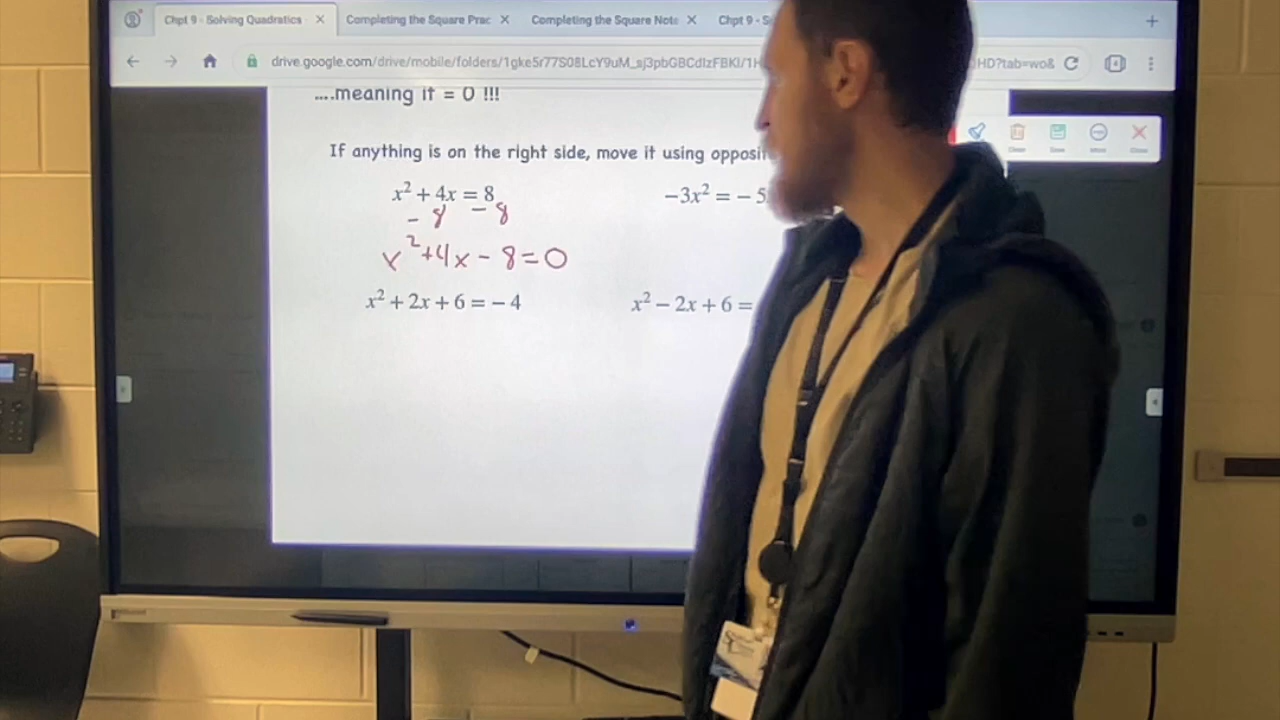 Chpt 9 - Solving Quadratics
Completing the Square Prac
Completing the Square Note
Chpt 9 - S
drive.google.com/drive/mobile/folders/1gke5r77S08LcY9uM_sj3pbGBCdIzFBKI/1H
HD?tab=wo&
....meaning it = 0 !!!
If anything is on the right side, move it using opposit
x² + 4x = 8
-3x² = - 5
- 8 - 8
x² + 4x - 8 = 0
x² + 2x + 6 = - 4
x² - 2x + 6 =